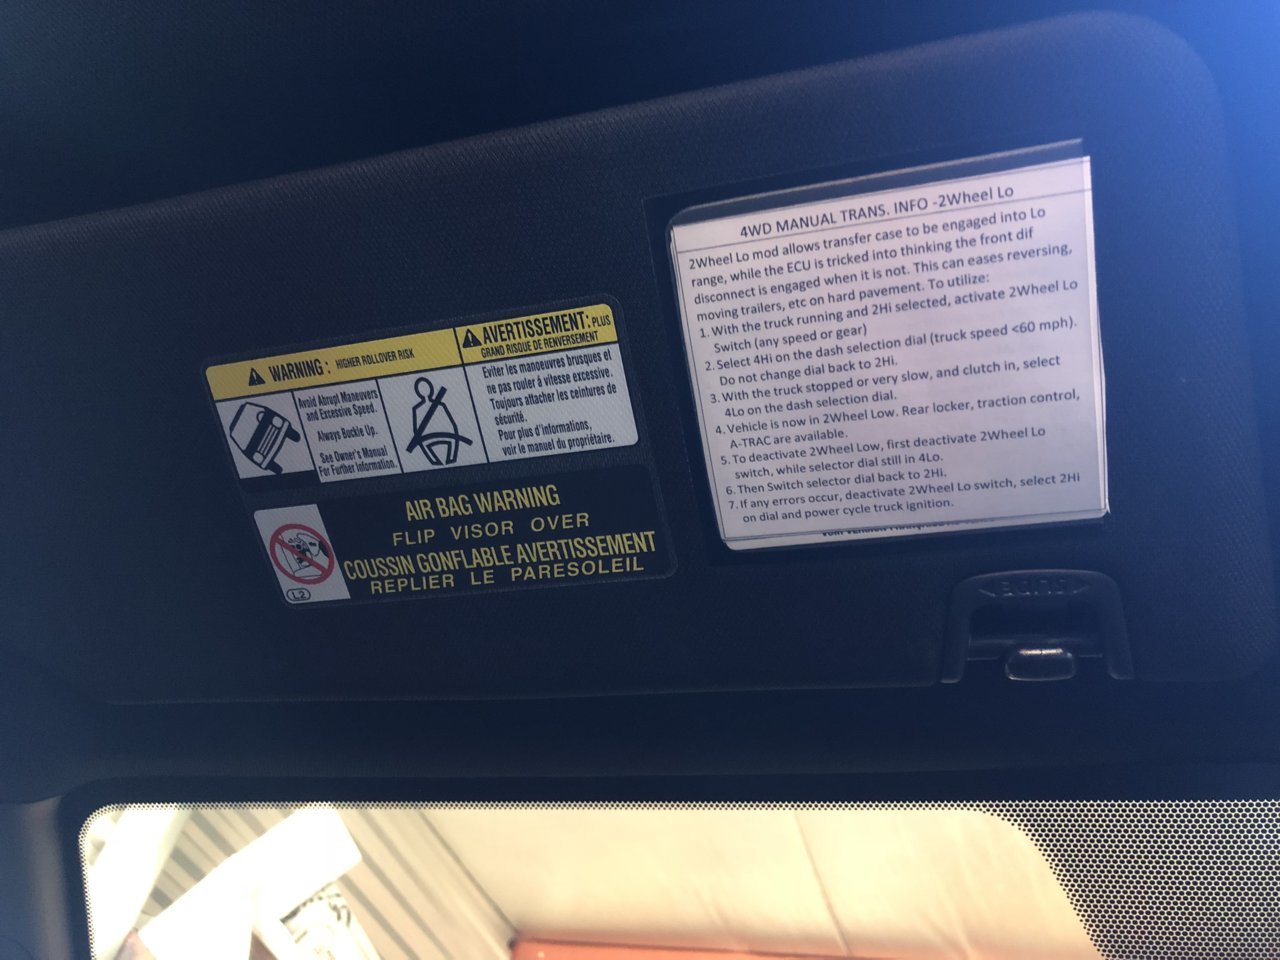 WARNING: HIGHER ROLLOVER RISK
Avoid Abrupt Maneuvers
and Excessive Speed.
Always Buckle Up.
See Owner's Manual
For Further Information.
AVERTISSEMENT: PLUS
GRAND RISQUE DE RENVERSEMENT
Eviter les manoeuvres brusques et
ne pas rouler à vitesse excessive.
Toujours attacher les ceintures de
sécurité.
Pour plus d'informations,
voir le manuel du propriétaire.
AIR BAG WARNING
FLIP VISOR OVER
COUSSIN GONFLABLE AVERTISSEMENT
REPLIER LE PARESOLEIL
L2
4WD MANUAL TRANS. INFO -2Wheel Lo
2Wheel Lo mod allows transfer case to be engaged into Lo
range, while the ECU is tricked into thinking the front dif
disconnect is engaged when it is not. This can eases reversing,
moving trailers, etc on hard pavement. To utilize:
1. With the truck running and 2Hi selected, activate 2Wheel Lo
Switch (any speed or gear)
2. Select 4Hi on the dash selection dial (truck speed <60 mph).
Do not change dial back to 2Hi.
3. With the truck stopped or very slow, and clutch in, select
4Lo on the dash selection dial.
4. Vehicle is now in 2Wheel Low. Rear locker, traction control,
A-TRAC are available.
5. To deactivate 2Wheel Low, first deactivate 2Wheel Lo
switch, while selector dial still in 4Lo.
6. Then Switch selector dial back to 2Hi.
7. If any errors occur, deactivate 2Wheel Lo switch, select 2Hi
on dial and power cycle truck ignition.